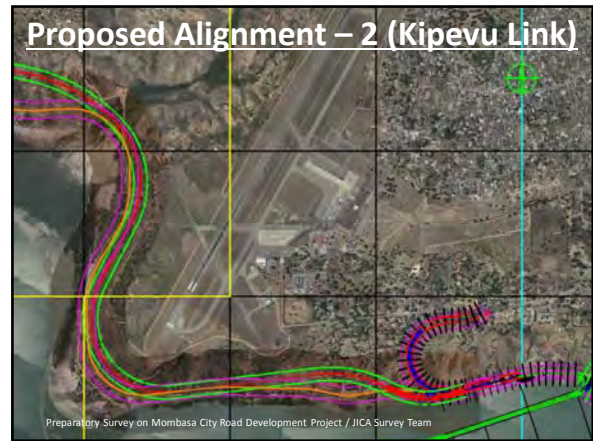 Proposed Alignment – 2 (Kipevu Link)
Preparatory Survey on Mombasa City Road Development Project / JICA Survey Team